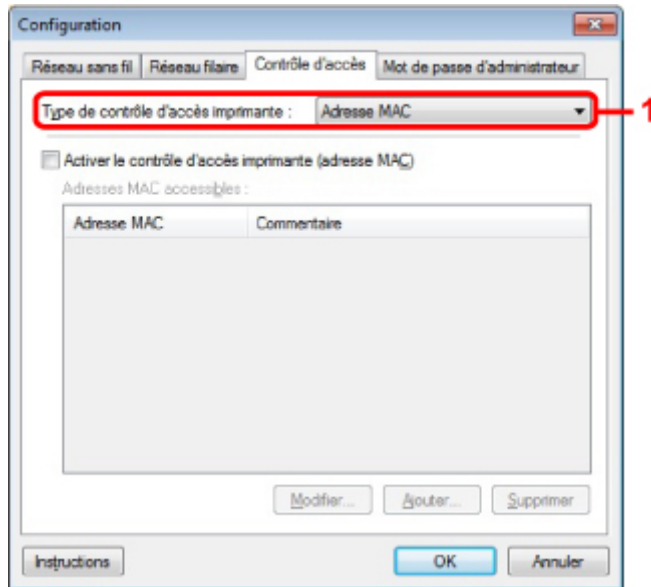 Configuration
Réseau sans fil Réseau filaire Contrôle d'accès Mot de passe d'administrateur
Type de contrôle d'accès imprimante : Adresse MAC 1
Activer le contrôle d'accès imprimante (adresse MAC)
Adresses MAC accessibles :
Adresse MAC Commentaire
Modifier... Ajouter... Supprimer
Instructions OK Annuler